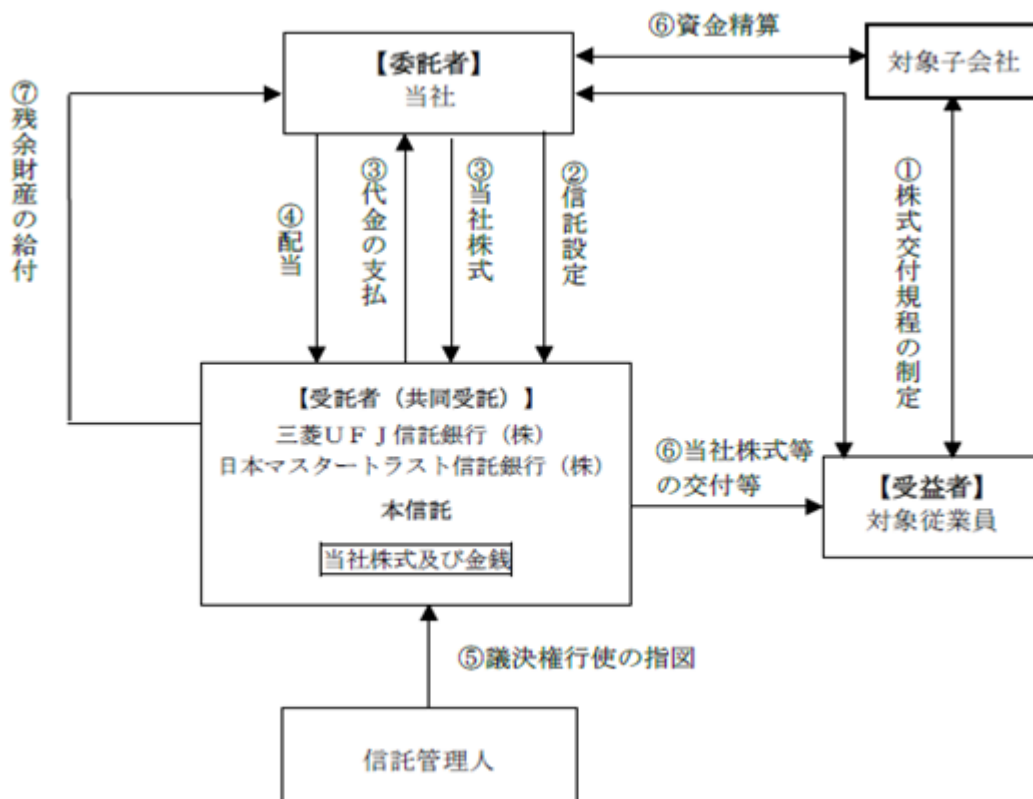 ⑥資金精算
【委託者】
当社
対象子会社
⑦残余財産の給付
④配当
③代金の支払
③当社株式
②信託設定
①株式交付規程の制定
【受託者（共同受託）】
三菱ＵＦＪ信託銀行（株）
日本マスタートラスト信託銀行（株）
本信託
当社株式及び金銭
⑥当社株式等
の交付等
【受益者】
対象従業員
⑤議決権行使の指図
信託管理人